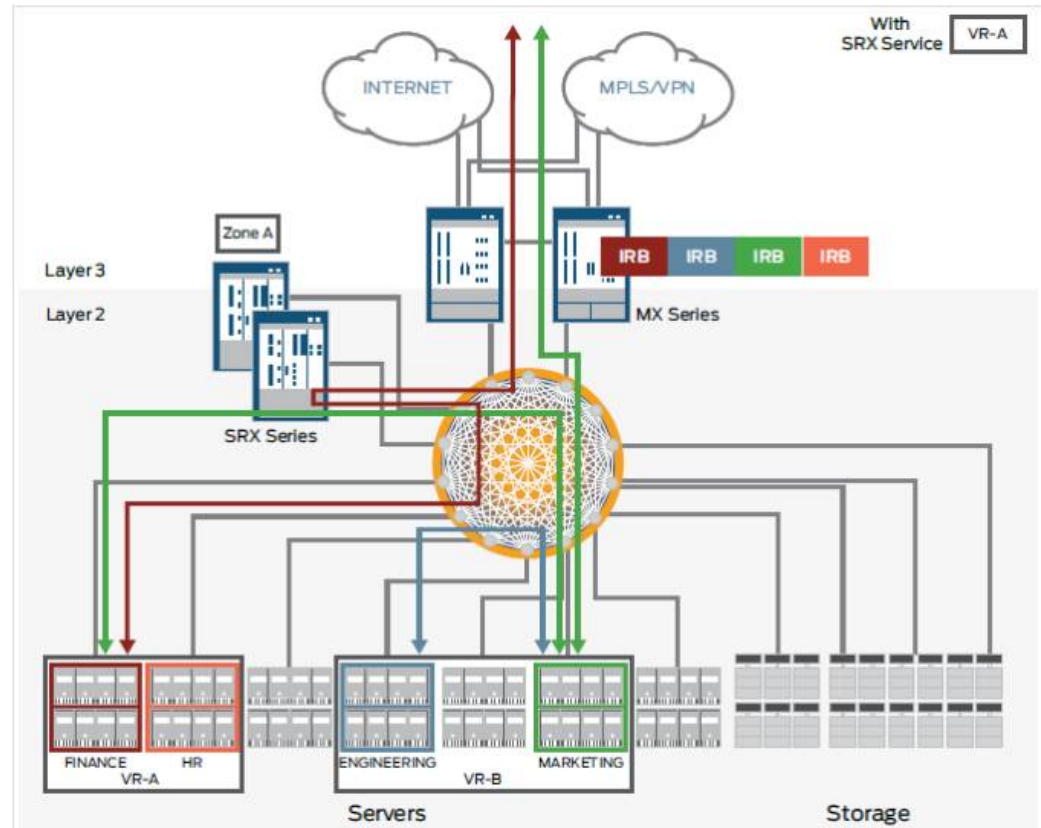 With
SRX Service
VR-A
INTERNET
MPLS/VPN
Zone A
IRB IRB IRB IRB
Layer 3
Layer 2
MX Series
SRX Series
FINANCE HR
VR-A
ENGINEERING MARKETING
VR-B
Servers
Storage